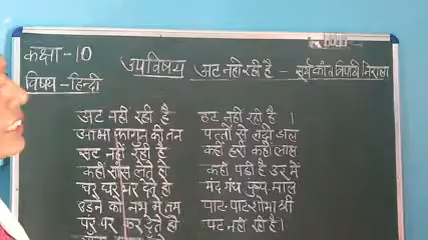 कक्षा - 10
उपविषय अट नहीं रही है - सूर्यकांत त्रिपाठी निराला
विषय - हिन्दी
अट नहीं रही है
आभा फागुन की तन
सट नहीं रही है
कहीं साँस लेते हो
घर घर भर देते हो
उड़ने को नभ में तुम
पर पर कर देते हो
हट नहीं रही है ।
पत्तों से लदी डाल
कहीं हरी कहीं लाल
कहीं पड़ी है उर में
मंद गंध पुष्प माल
पाट-पाट शोभा श्री
पट नहीं रही है ।